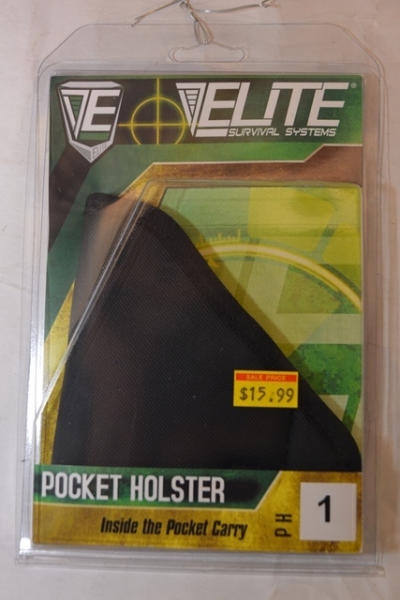 ELITE
®
SURVIVAL SYSTEMS
SALE PRICE
$15.99
POCKET HOLSTER
Inside the Pocket Carry
PH
1